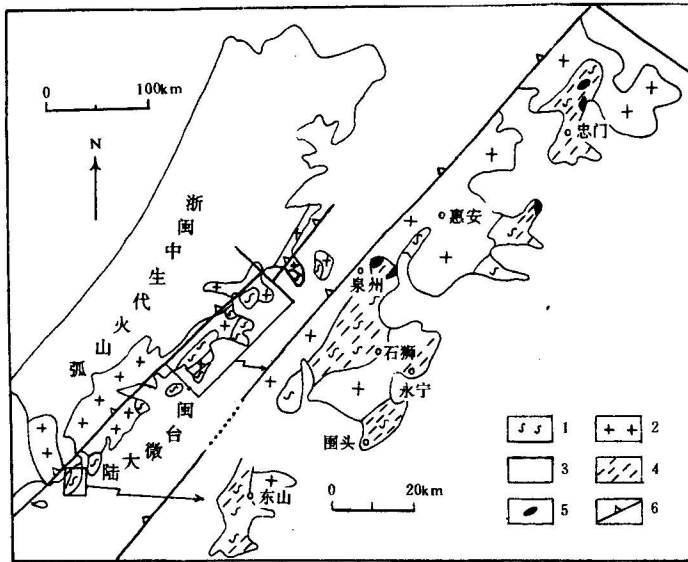 0 100km
N
浙闽中生代火山弧
闽台微大陆
忠门
惠安
泉州
石狮
永宁
围头
东山
0 20km
1
2
3
4
5
6